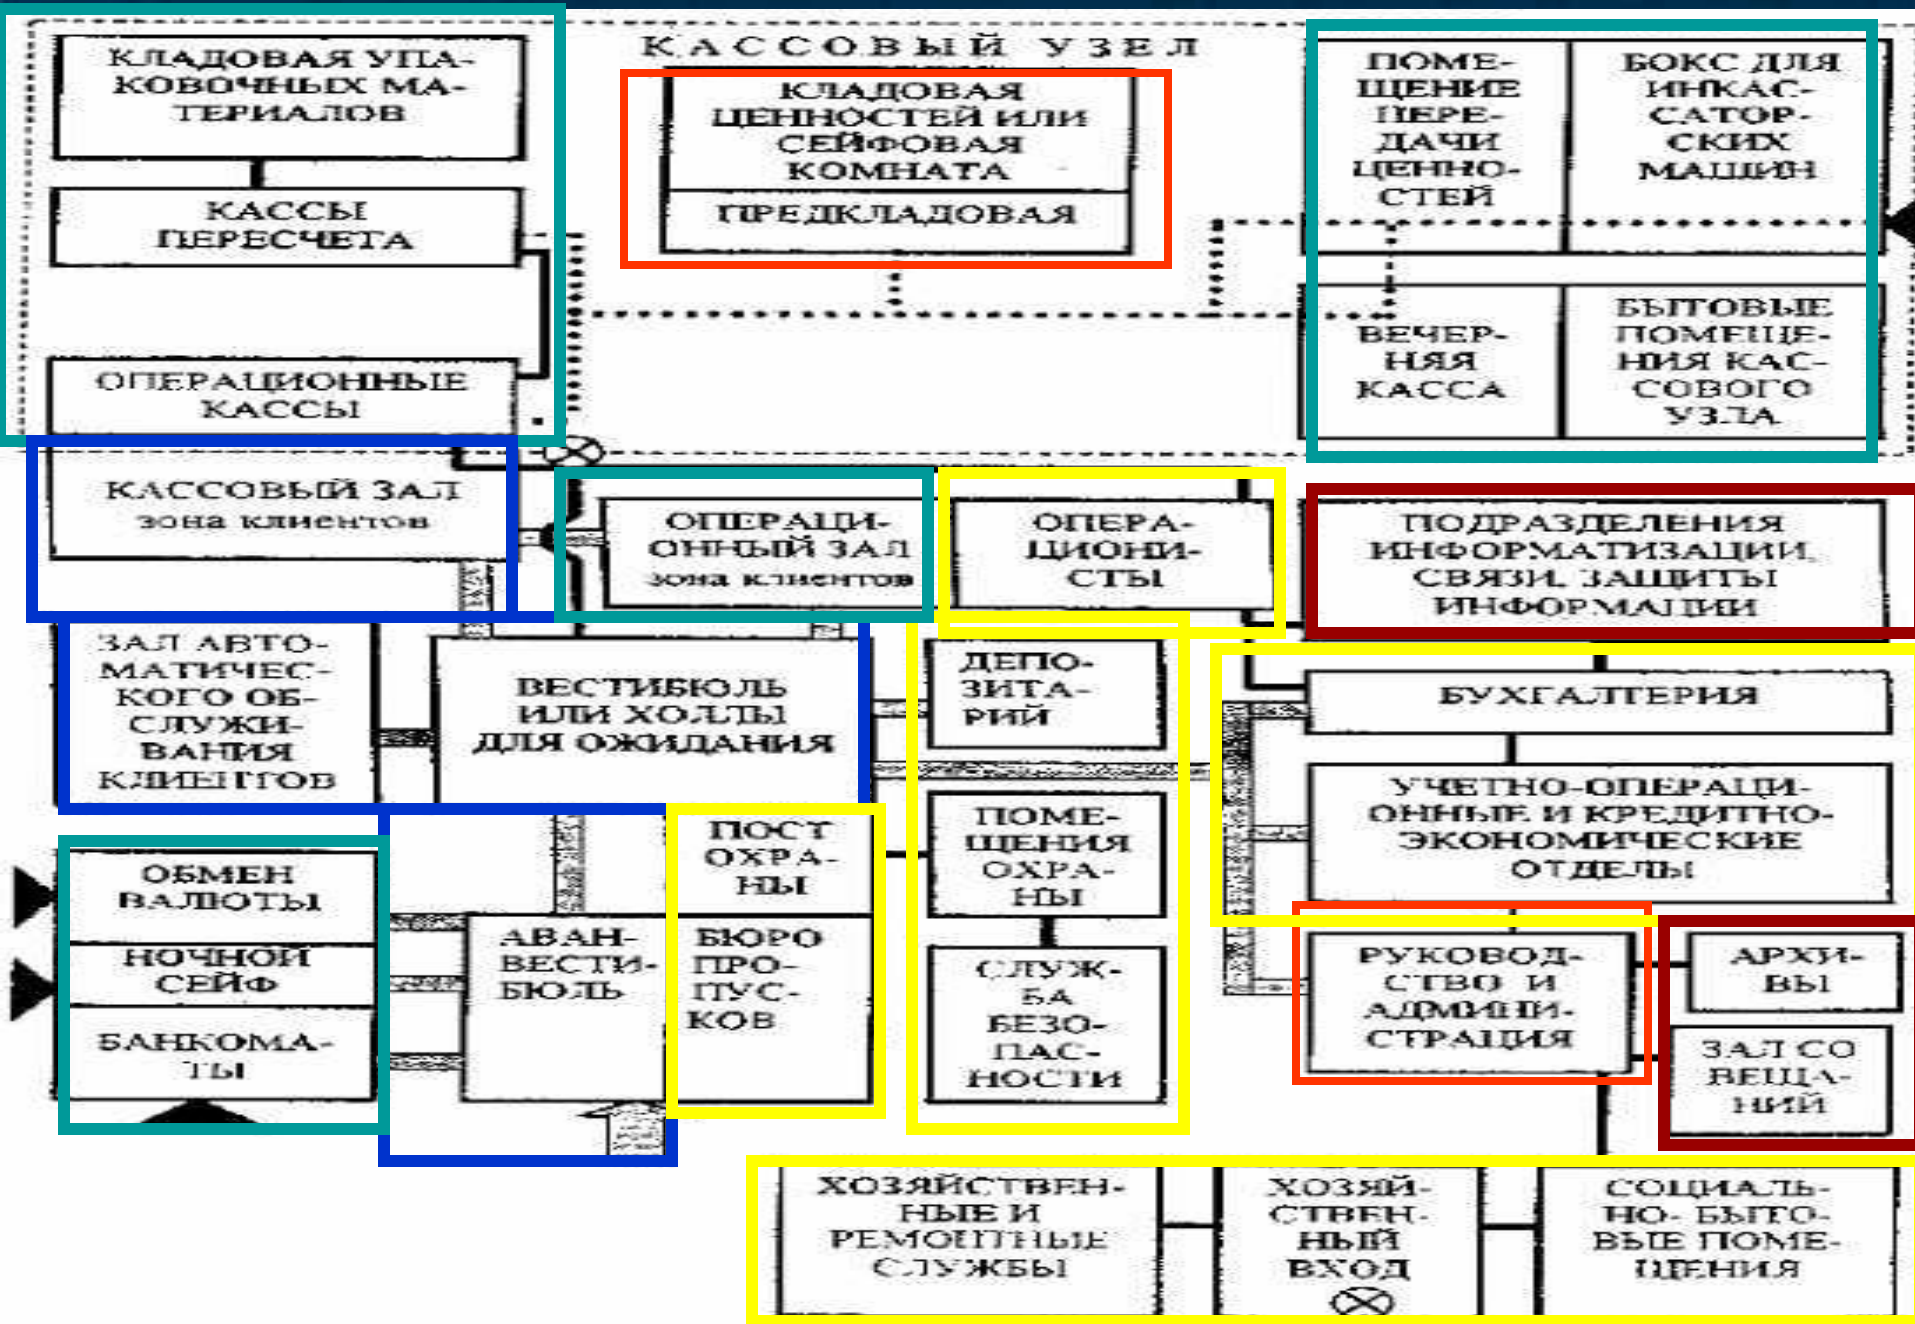 КЛАДОВАЯ УПА-
КОВОЧНЫХ МА-
ТЕРИАЛОВ
КАССЫ
ПЕРЕСЧЕТА
ОПЕРАЦИОННЫЕ
КАССЫ
КАССОВЫЙ УЗЕЛ
КЛАДОВАЯ
ЦЕННОСТЕЙ ИЛИ
СЕЙФОВАЯ
КОМНАТА
ПРЕДКЛАДОВАЯ
ПОМЕ-
ЩЕНИЕ
ПЕРЕ-
ДАЧИ
ЦЕННО-
СТЕЙ
БОКС ДЛЯ
ИНКАС-
САТОР-
СКИХ
МАШИН
ВЕЧЕР-
НЯЯ
КАССА
БЫТОВЫЕ
ПОМЕЩЕ-
НИЯ КАС-
СОВОГО
УЗЛА
КАССОВЫЙ ЗАЛ
зона клиентов
ОПЕРАЦИ-
ОННЫЙ ЗАЛ
зона клиентов
ОПЕРА-
ЦИОНИ-
СТЫ
ПОДРАЗДЕЛЕНИЯ
ИНФОРМАТИЗАЦИИ,
СВЯЗИ, ЗАЩИТЫ
ИНФОРМАЦИИ
ЗАЛ АВТО-
МАТИЧЕС-
КОГО ОБ-
СЛУЖИ-
ВАНИЯ
КЛИЕНТОВ
ВЕСТИБЮЛЬ
ИЛИ ХОЛЛЫ
ДЛЯ ОЖИДАНИЯ
ДЕПО-
ЗИТА-
РИЙ
БУХГАЛТЕРИЯ
УЧЕТНО-ОПЕРАЦИ-
ОННЫЕ И КРЕДИТНО-
ЭКОНОМИЧЕСКИЕ
ОТДЕЛЫ
ОБМЕН
ВАЛЮТЫ
НОЧНОЙ
СЕЙФ
БАНКОМА-
ТЫ
АВАН-
ВЕСТИ-
БЮЛЬ
ПОСТ
ОХРА-
НЫ
БЮРО
ПРО-
ПУС-
КОВ
ПОМЕ-
ЩЕНИЯ
ОХРА-
НЫ
СЛУЖ-
БА
БЕЗО-
ПАС-
НОСТИ
РУКОВОД-
СТВО И
АДМИНИ-
СТРАЦИЯ
АРХИ-
ВЫ
ЗАЛ СО
ВЕЩА-
НИЙ
ХОЗЯЙСТВЕН-
НЫЕ И
РЕМОНТНЫЕ
СЛУЖБЫ
ХОЗЯЙ-
СТВЕН-
НЫЙ
ВХОД
СОЦИАЛЬ-
НО- БЫТО-
ВЫЕ ПОМЕ-
ЩЕНИЯ